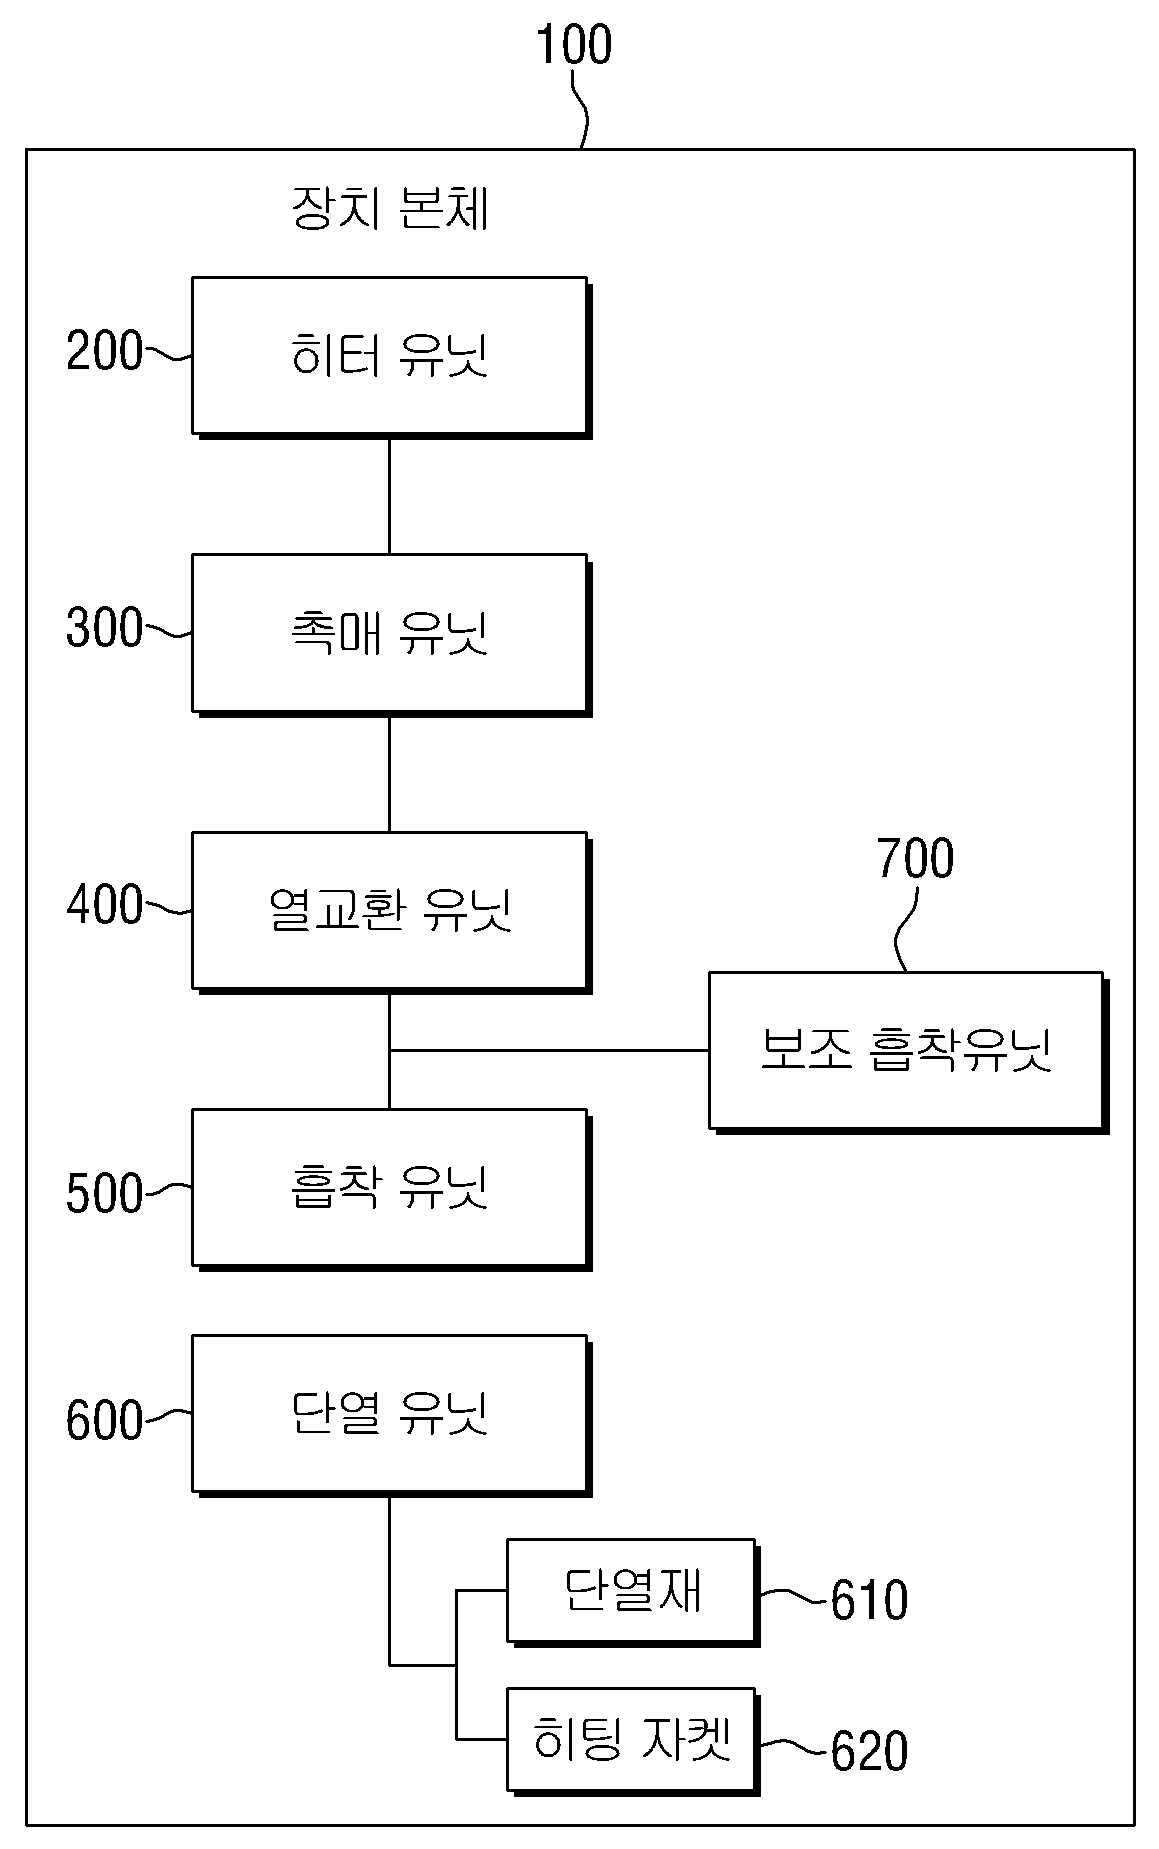 100
장치 본체
200
히터 유닛
300
촉매 유닛
400
열교환 유닛
700
보조 흡착유닛
500
흡착 유닛
600
단열 유닛
단열재
610
히팅 자켓
620